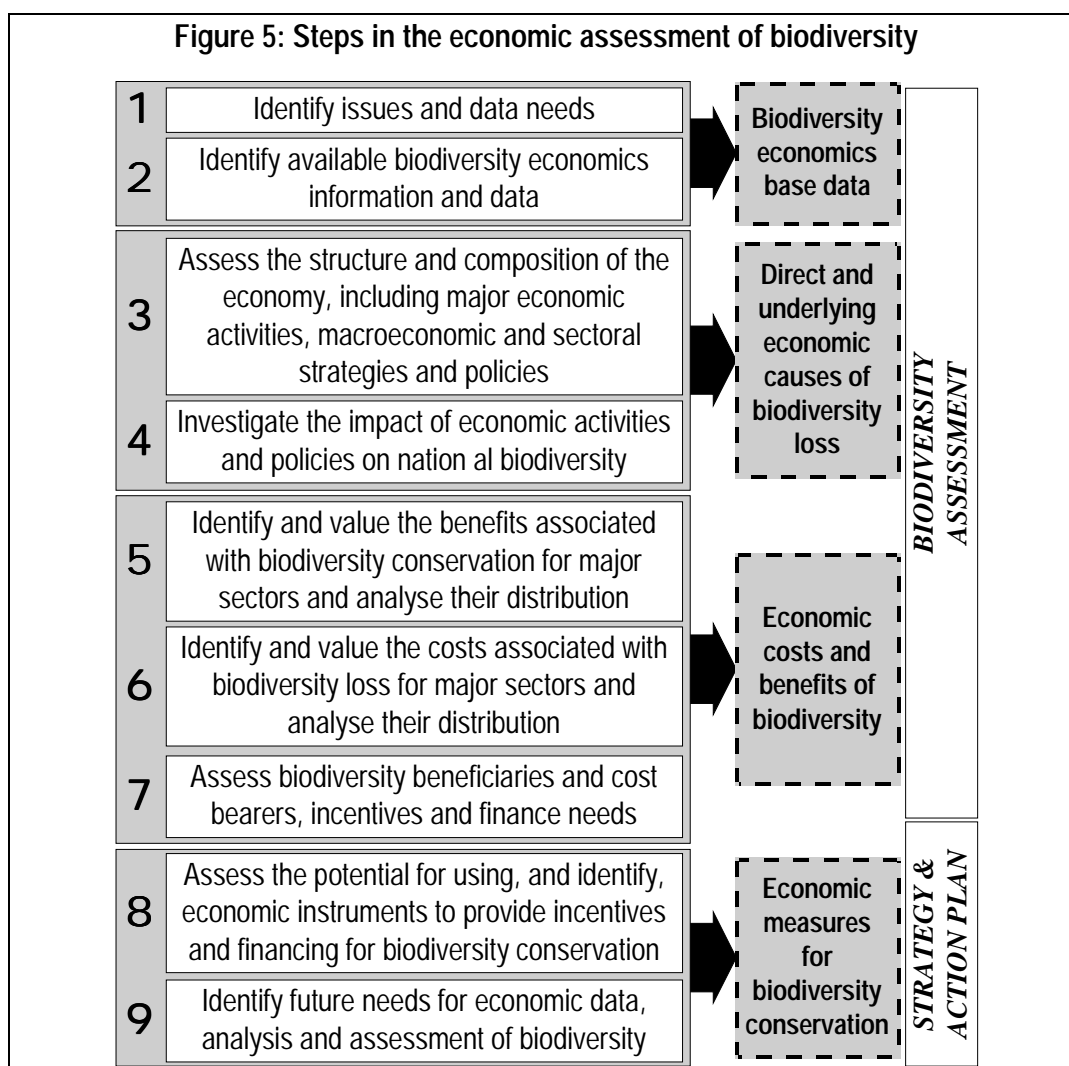 Figure 5: Steps in the economic assessment of biodiversity
1
Identify issues and data needs
2
Identify available biodiversity economics
information and data
Biodiversity
economics
base data
3
Assess the structure and composition of the
economy, including major economic
activities, macroeconomic and sectoral
strategies and policies
4
Investigate the impact of economic activities
and policies on nation al biodiversity
Direct and
underlying
economic
causes of
biodiversity
loss
5
Identify and value the benefits associated
with biodiversity conservation for major
sectors and analyse their distribution
6
Identify and value the costs associated with
biodiversity loss for major sectors and
analyse their distribution
7
Assess biodiversity beneficiaries and cost
bearers, incentives and finance needs
Economic
costs and
benefits of
biodiversity
BIODIVERSITY
ASSESSMENT
8
Assess the potential for using, and identify,
economic instruments to provide incentives
and financing for biodiversity conservation
9
Identify future needs for economic data,
analysis and assessment of biodiversity
Economic
measures
for
biodiversity
conservation
STRATEGY &
ACTION PLAN